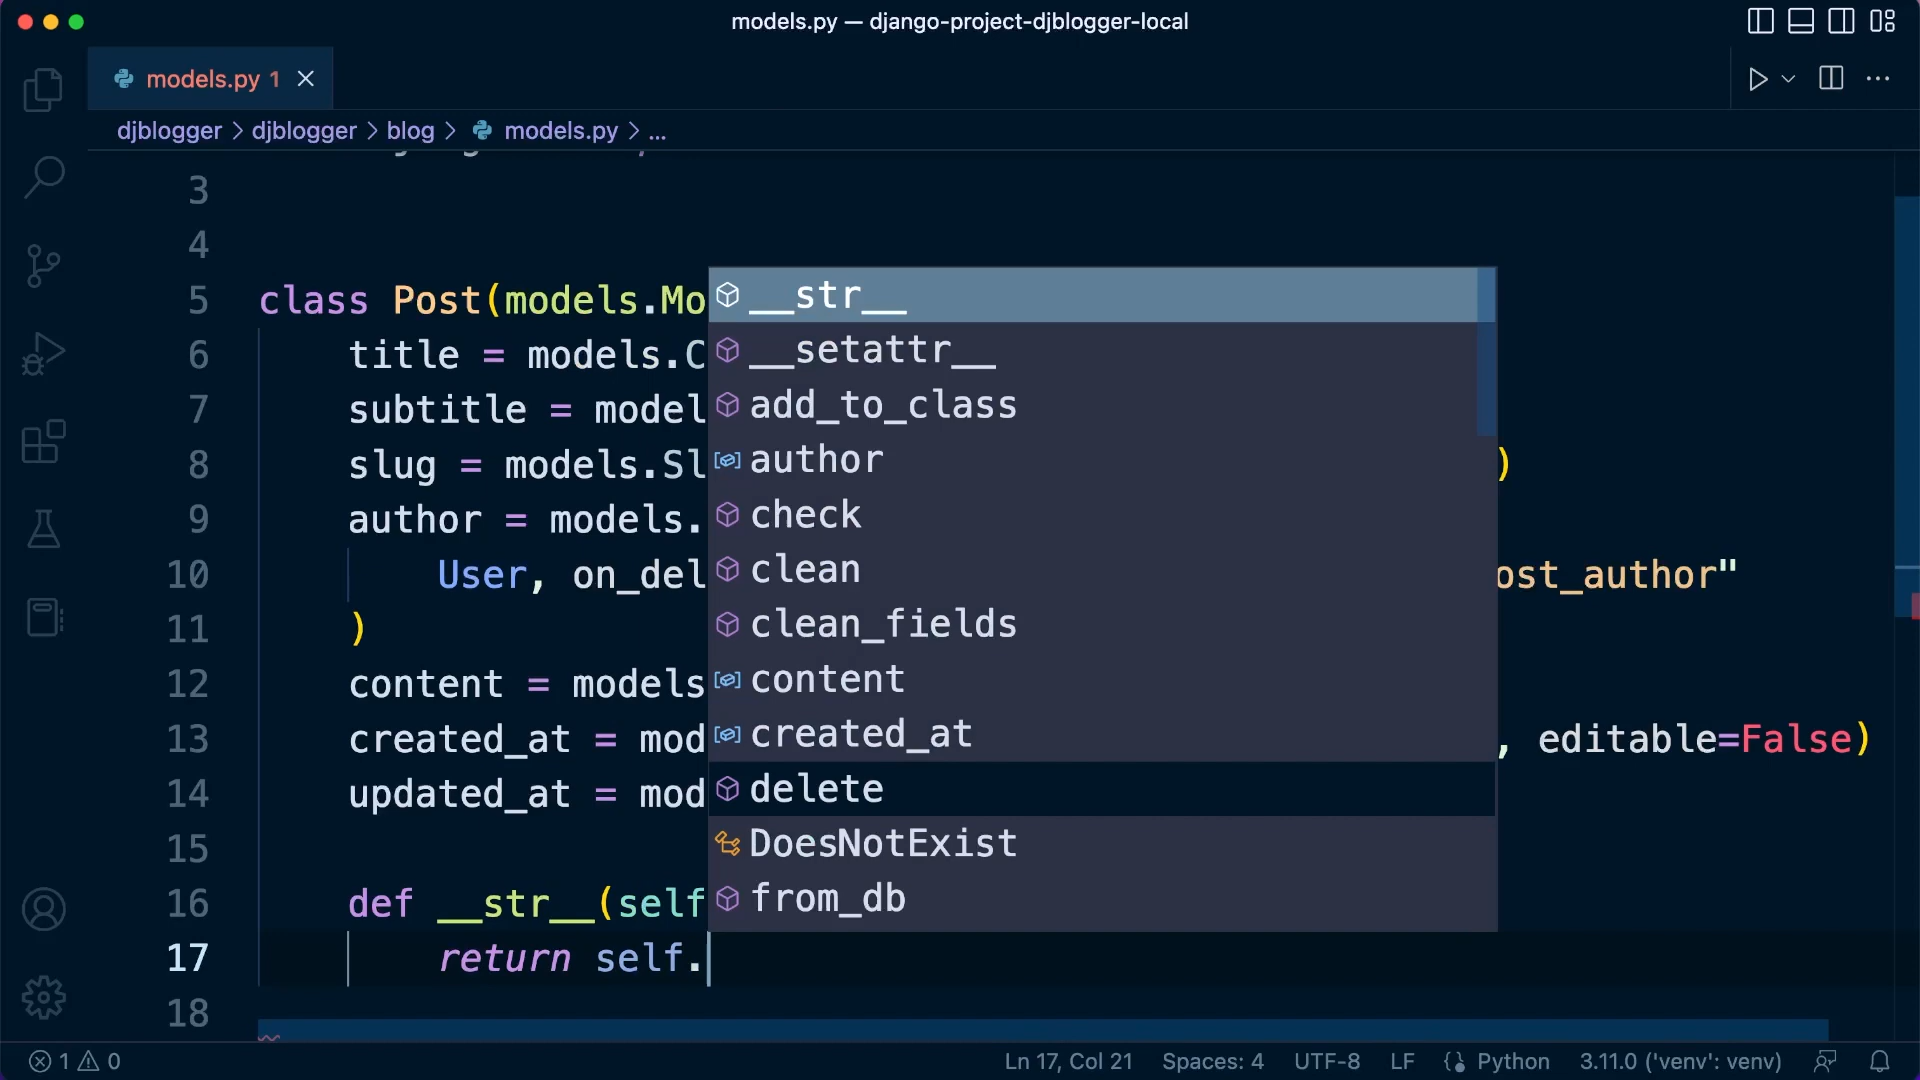 models.py — django-project-djblogger-local
models.py 1
djblogger > djblogger > blog > models.py > ...
3
4
5 class Post(models.Mo
6 title = models.C
7 subtitle = model
8 slug = models.Sl )
9 author = models.
10 User, on_del ost_author"
11 )
12 content = models
13 created_at = mod , editable=False)
14 updated_at = mod
15
16 def __str__(self
17 return self.
18
__str__
__setattr__
add_to_class
author
check
clean
clean_fields
content
created_at
delete
DoesNotExist
from_db
1 0 Ln 17, Col 21 Spaces: 4 UTF-8 LF Python 3.11.0 ('venv': venv)